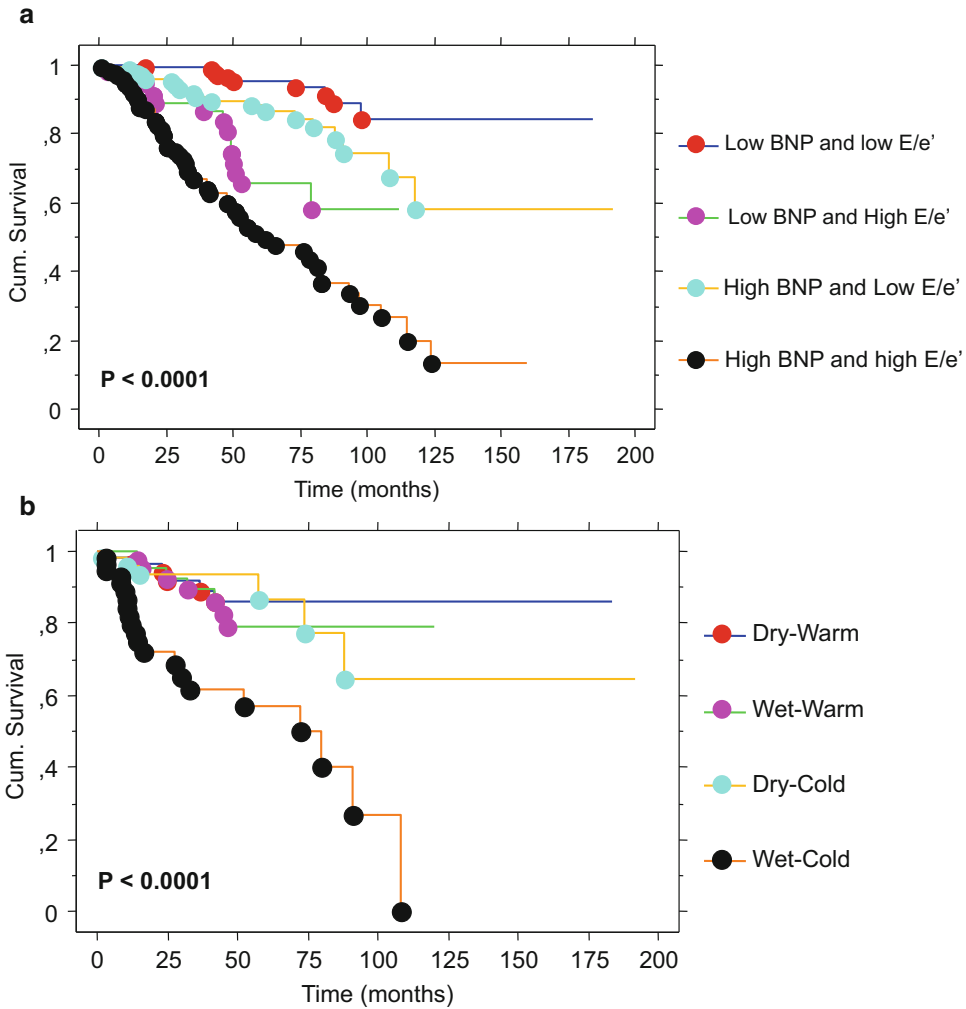 a
1
,8
,6
,4
,2
0
Cum. Survival
P < 0.0001
0 25 50 75 100 125 150 175 200
Time (months)
Low BNP and low E/e’
Low BNP and High E/e’
High BNP and Low E/e’
High BNP and high E/e’
b
1
,8
,6
,4
,2
0
Cum. Survival
P < 0.0001
0 25 50 75 100 125 150 175 200
Time (months)
Dry-Warm
Wet-Warm
Dry-Cold
Wet-Cold